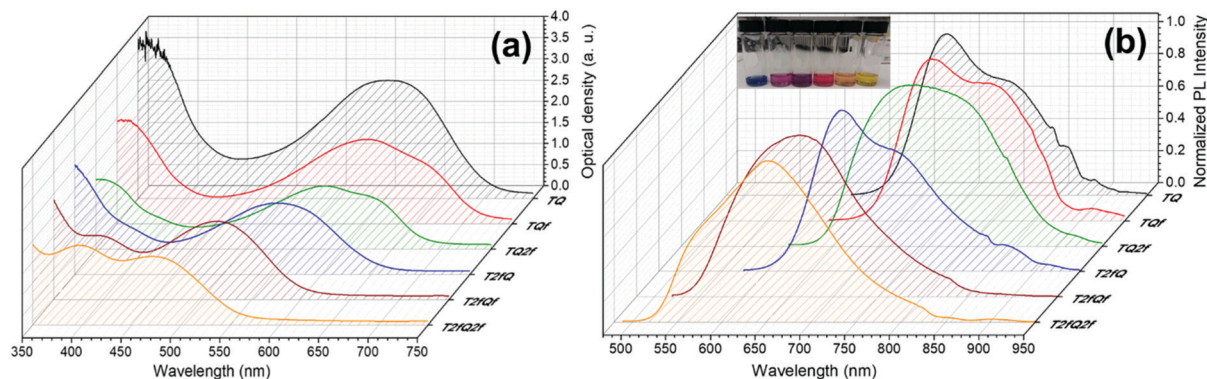 (a)
4.0
3.5
3.0
2.5
2.0
1.5
1.0
0.5
0.0
Optical density (a. u.)
TQ
TQf
TQ2f
T2fQ
T2fQf
T2fQ2f
350 400 450 500 550 600 650 700 750
Wavelength (nm)
(b)
1.0
0.8
0.6
0.4
0.2
0.0
Normalized PL Intensity
TQ
TQf
TQ2f
T2fQ
T2fQf
T2fQ2f
500 550 600 650 700 750 800 850 900 950
Wavelength (nm)